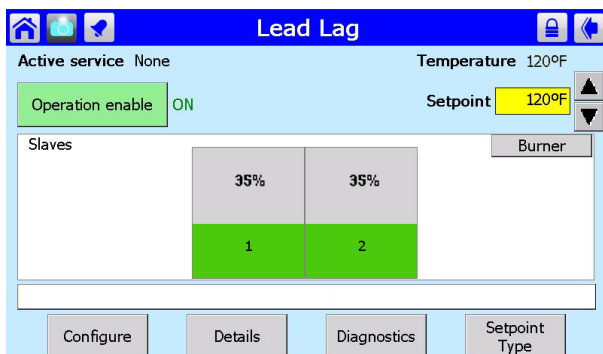 Lead Lag
Active service None
Temperature 120ºF
Operation enable ON
Setpoint 120ºF
Slaves
Burner
35% 35%
1 2
Configure
Details
Diagnostics
Setpoint
Type